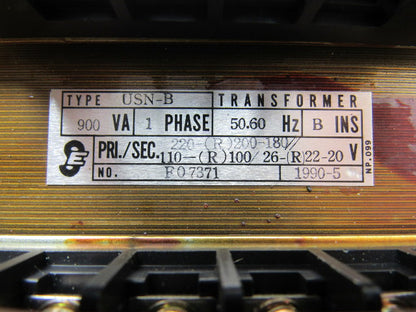 TYPE USN-B TRANSFORMER
900 VA 1 PHASE 50.60 Hz B INS
PRI./SEC. 220-(R)200-180//
110-(R)100/26-(R)22-20 V
NO. F07371 1990-5
NP.099